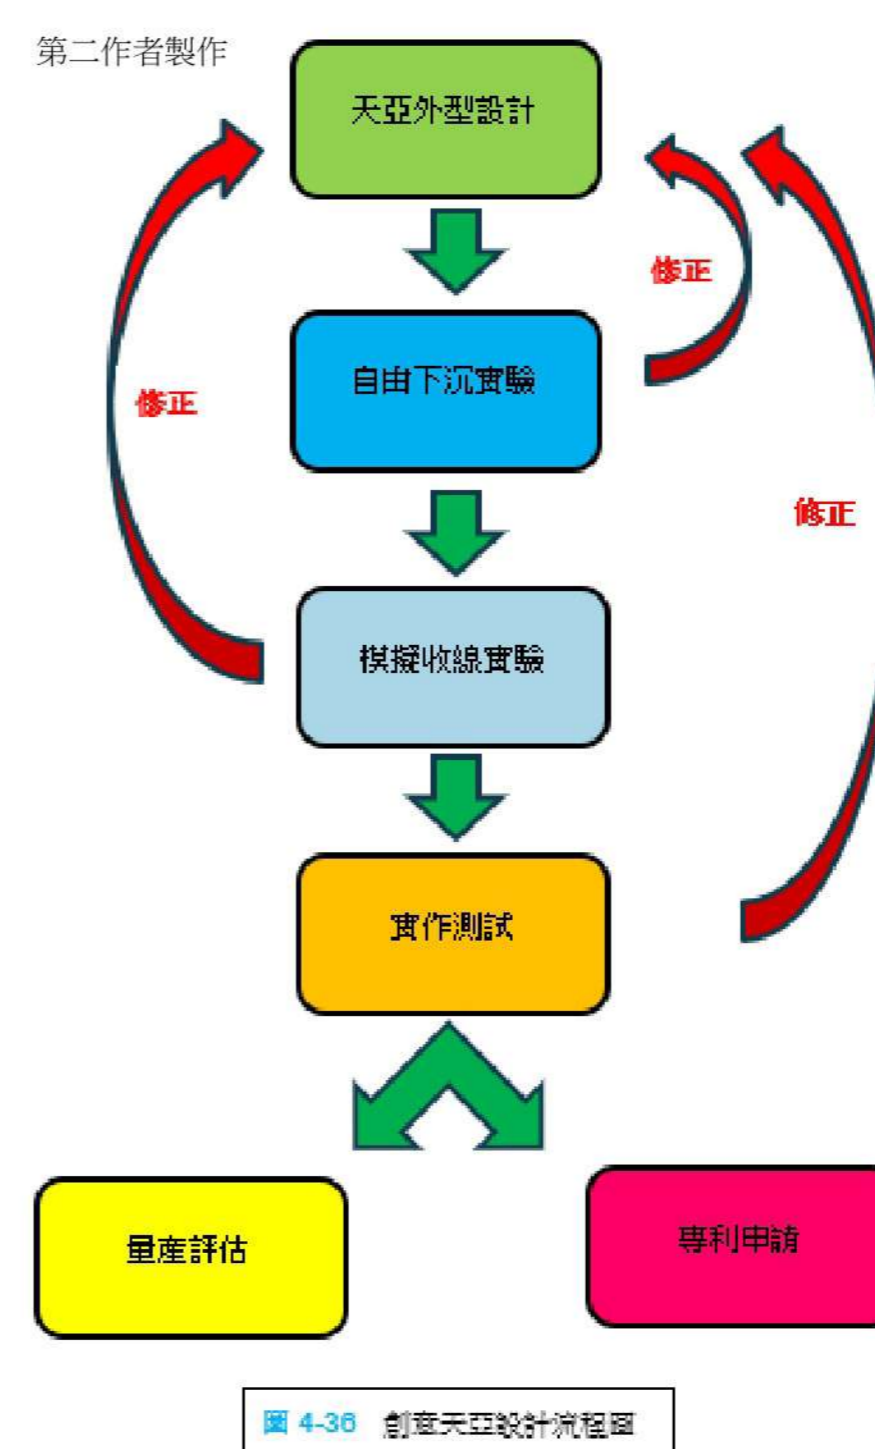 第二作者製作
天亞外型設計
修正
自由下沉實驗
修正
修正
模擬收線實驗
實作測試
量產評估
專利申請
圖 4-36 創意天亞設計流程圖